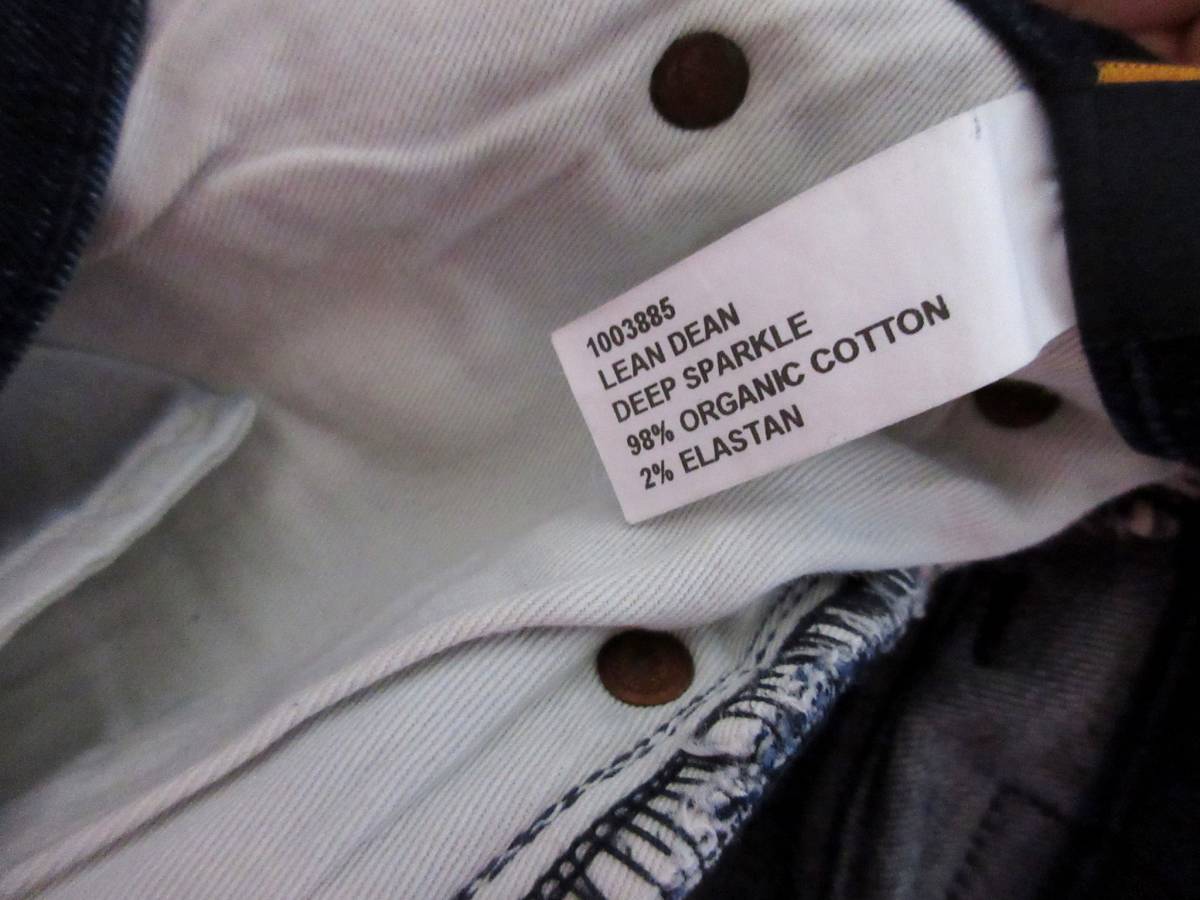 1003885
LEAN DEAN
DEEP SPARKLE
98% ORGANIC COTTON
2% ELASTAN